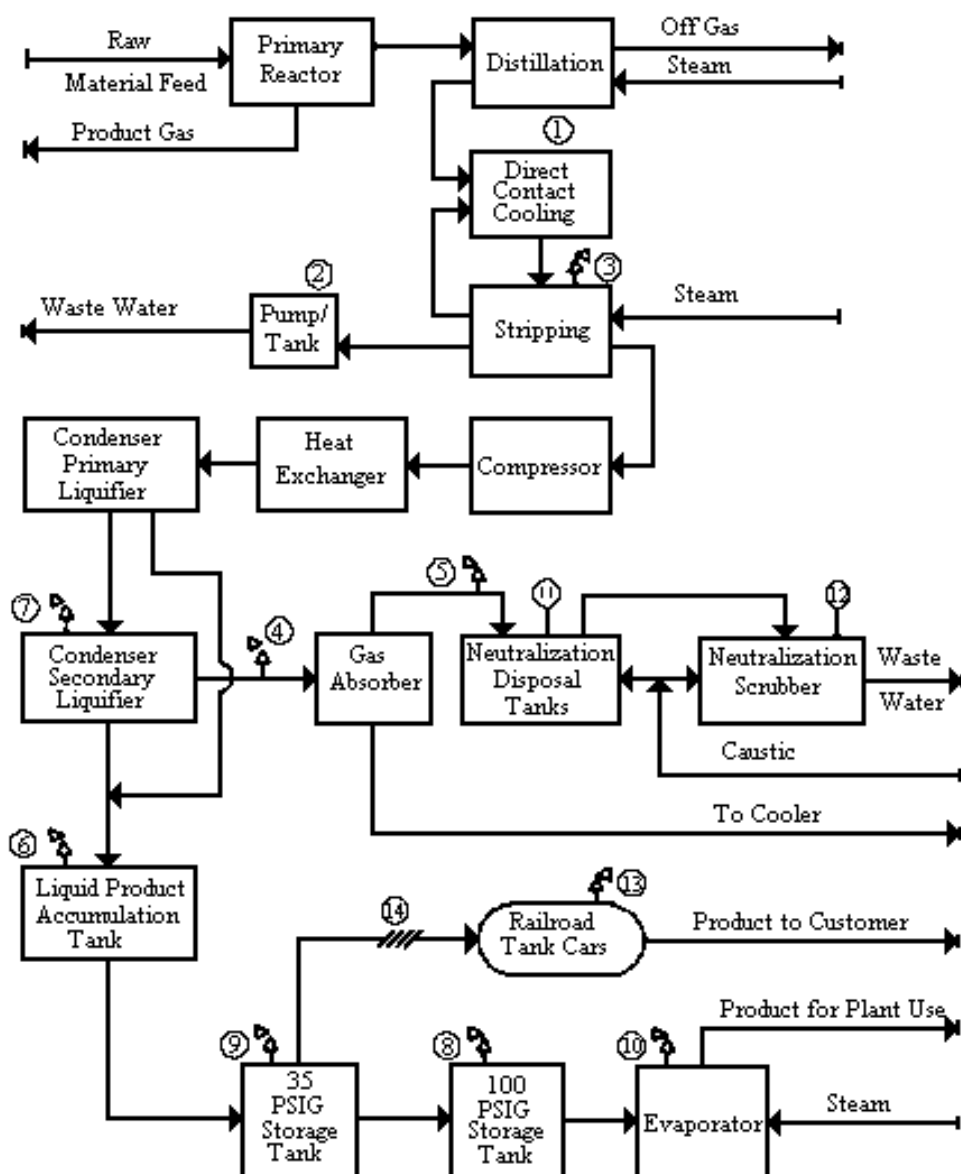 Raw
Material Feed
Primary
Reactor
Distillation
Off Gas
Steam
Product Gas
1
Direct
Contact
Cooling
2
3
Waste Water
Pump/
Tank
Stripping
Steam
Condenser
Primary
Liquifier
Heat
Exchanger
Compressor
5
11
12
7
4
Condenser
Secondary
Liquifier
Gas
Absorber
Neutralization
Disposal
Tanks
Neutralization
Scrubber
Waste
Water
Caustic
To Cooler
6
Liquid Product
Accumulation
Tank
14
13
Railroad
Tank Cars
Product to Customer
Product for Plant Use
9
8
10
35
PSIG
Storage
Tank
100
PSIG
Storage
Tank
Evaporator
Steam